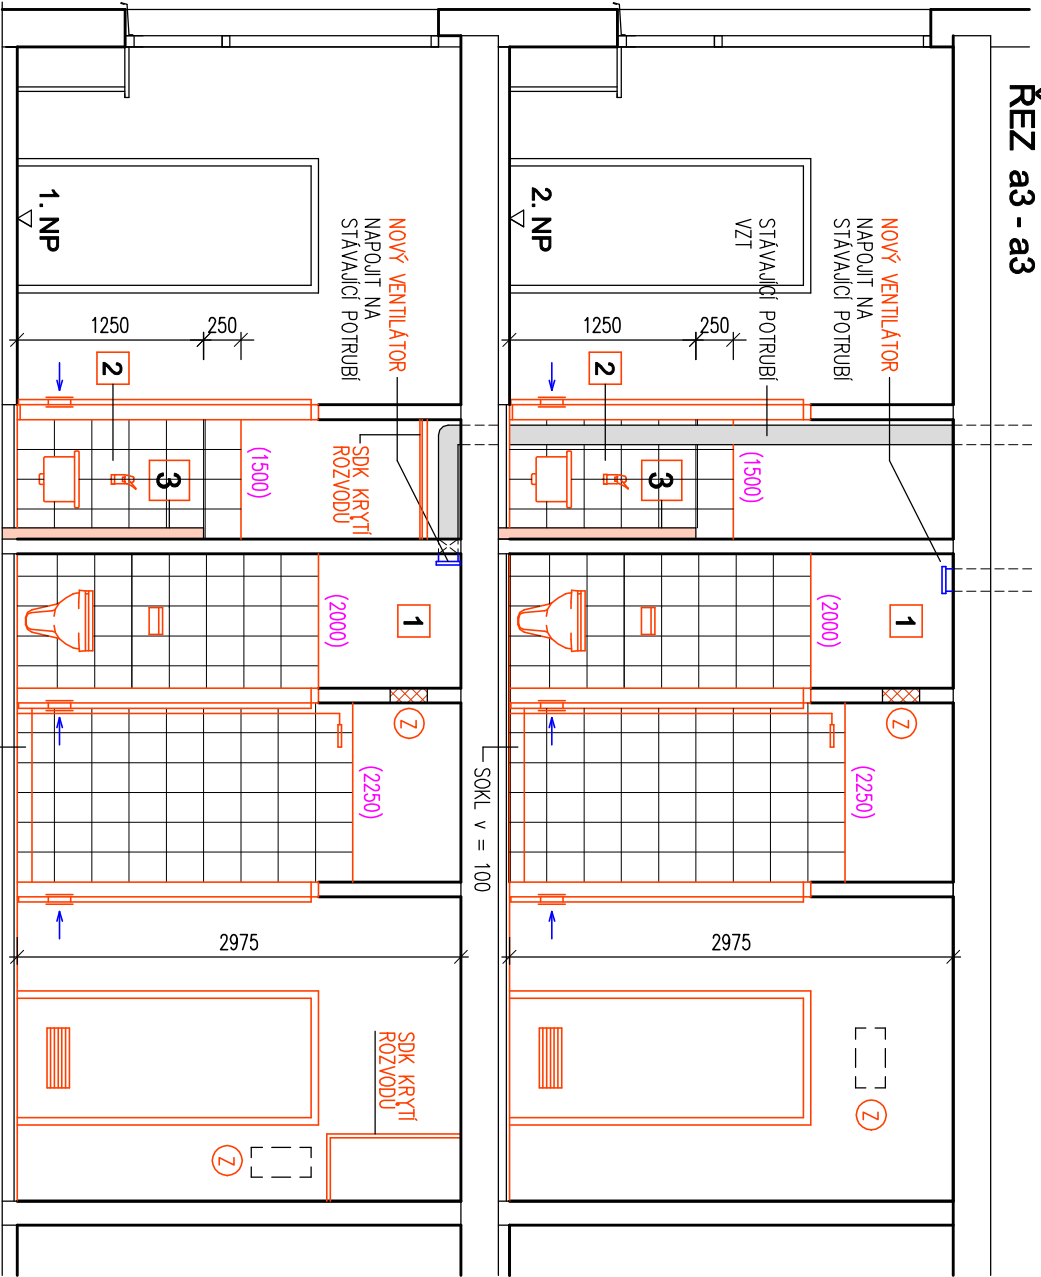 ŘEZ a3 - a3
NOVÝ VENTILÁTOR
NAPOJIT NA
STÁVAJÍCÍ POTRUBÍ
STÁVAJÍCÍ POTRUBÍ
VZT
2. NP
1250
250
2
3
(1500)
1
(2000)
Z
(2250)
2975
Z
SOKL v = 100
NOVÝ VENTILÁTOR
NAPOJIT NA
STÁVAJÍCÍ POTRUBÍ
1. NP
1250
250
2
3
(1500)
SDK KRYTÍ
ROZVODU
1
(2000)
Z
(2250)
2975
SDK KRYTÍ
ROZVODU
Z